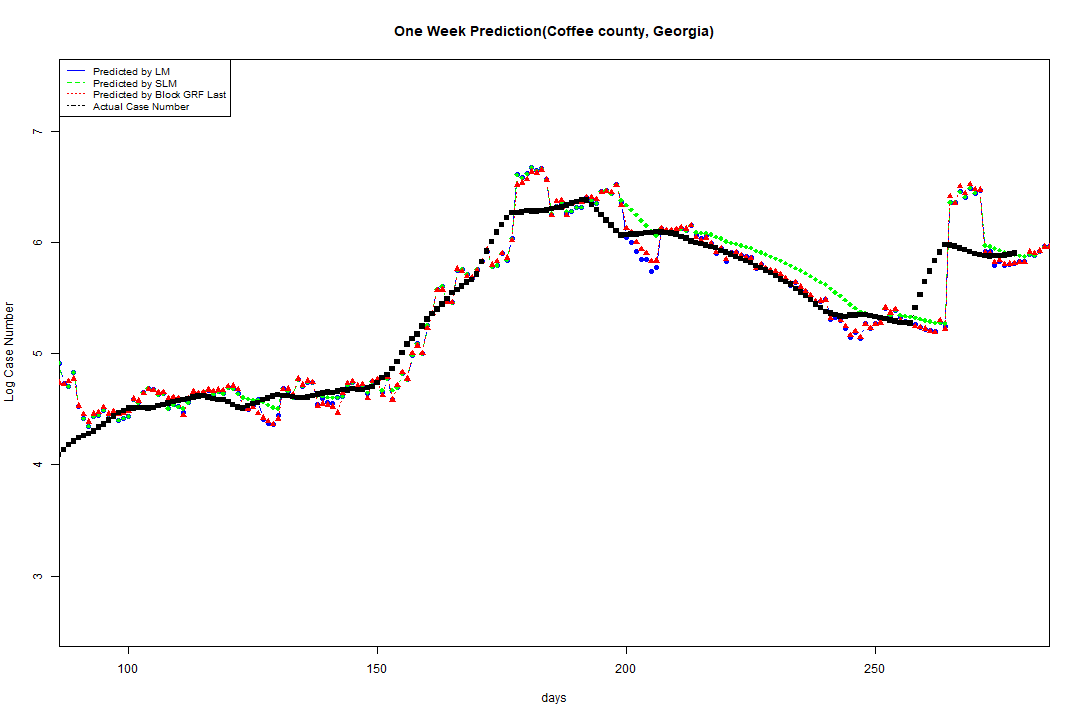 One Week Prediction(Coffee county, Georgia)
Predicted by LM
Predicted by SLM
Predicted by Block GRF Last
Actual Case Number
7
6
5
4
3
Log Case Number
100 150 200 250
days